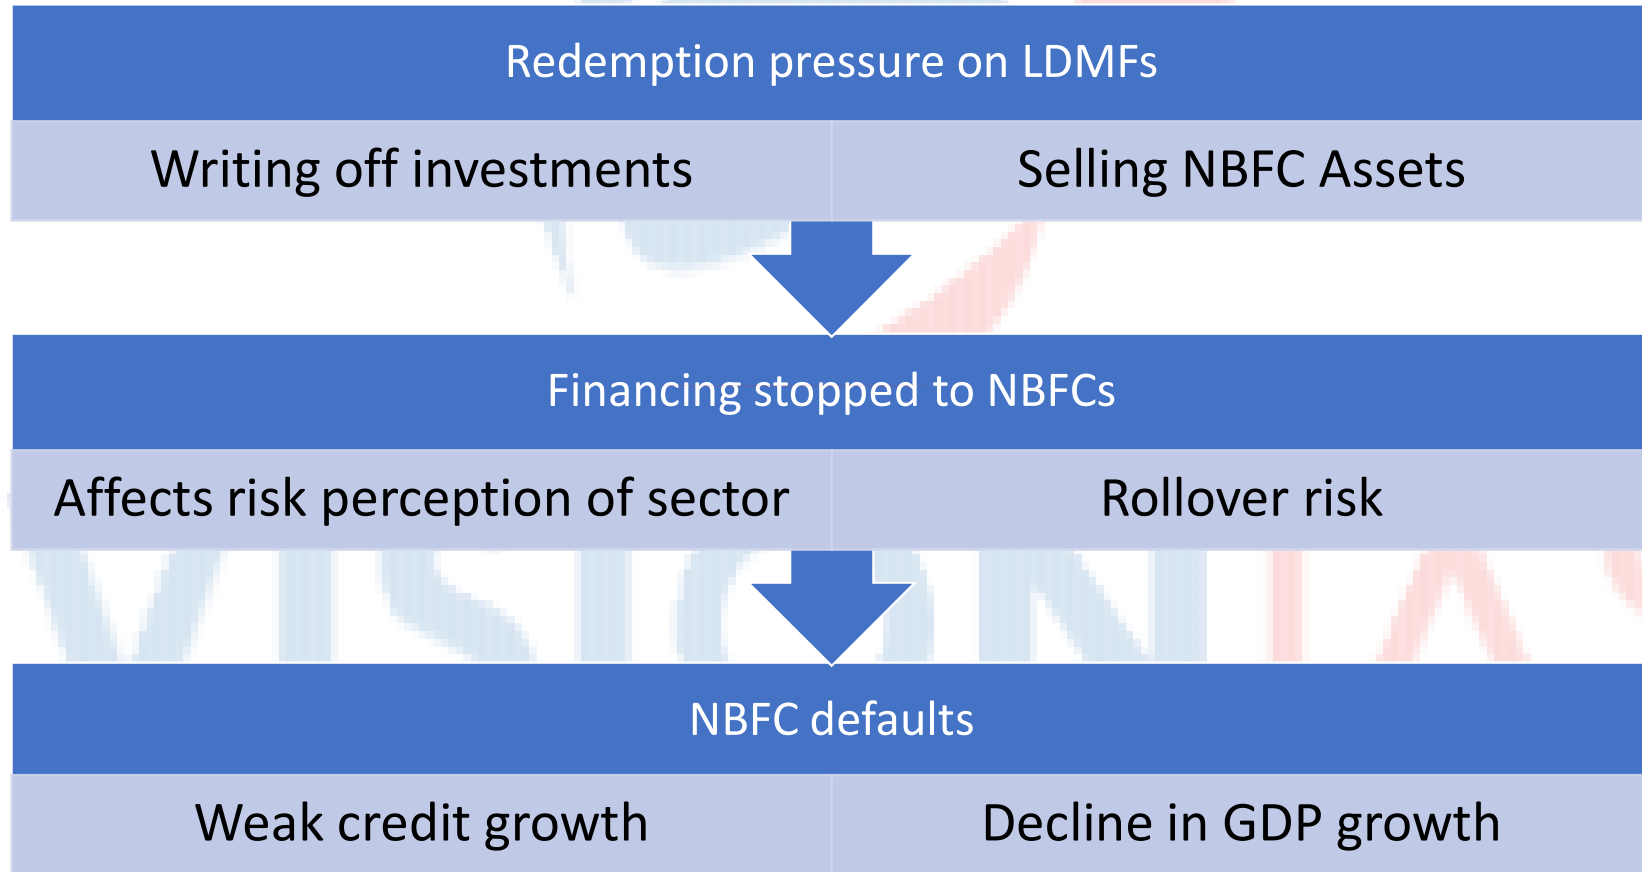 Redemption pressure on LDMFs
Writing off investments
Selling NBFC Assets
Financing stopped to NBFCs
Affects risk perception of sector
Rollover risk
NBFC defaults
Weak credit growth
Decline in GDP growth